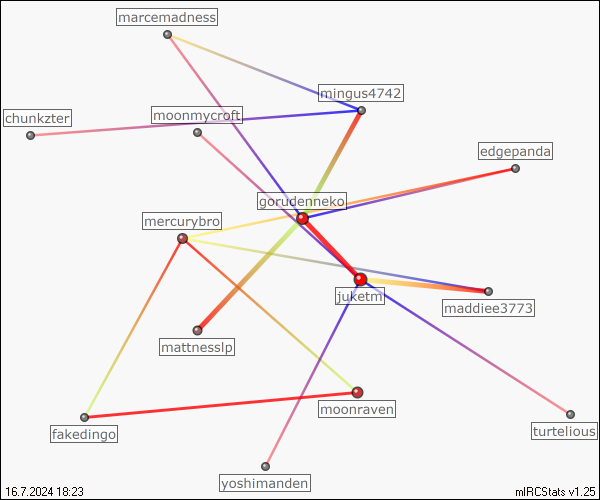 marcemadness
mingus4742
chunkzter
moonmycroft
edgepanda
gorudenneko
mercurybro
juketm
maddiee3773
mattnesslp
moonraven
fakedingo
turtelious
yoshimanden
16.7.2024 18:23
mIRCStats v1.25